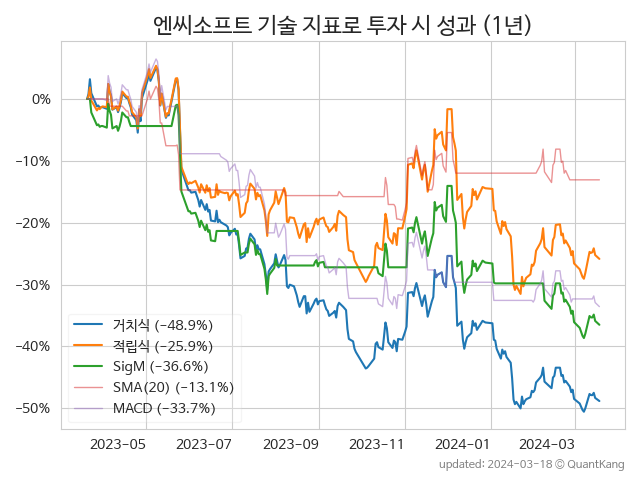 엔씨소프트 기술 지표로 투자 시 성과 (1년)
0%
−10%
−20%
−30%
−40%
−50%
거치식 (−48.9%)
적립식 (−25.9%)
SigM (−36.6%)
SMA(20) (−13.1%)
MACD (−33.7%)
2023−05 2023−07 2023−09 2023−11 2024−01 2024−03
updated: 2024-03-18 © QuantKang